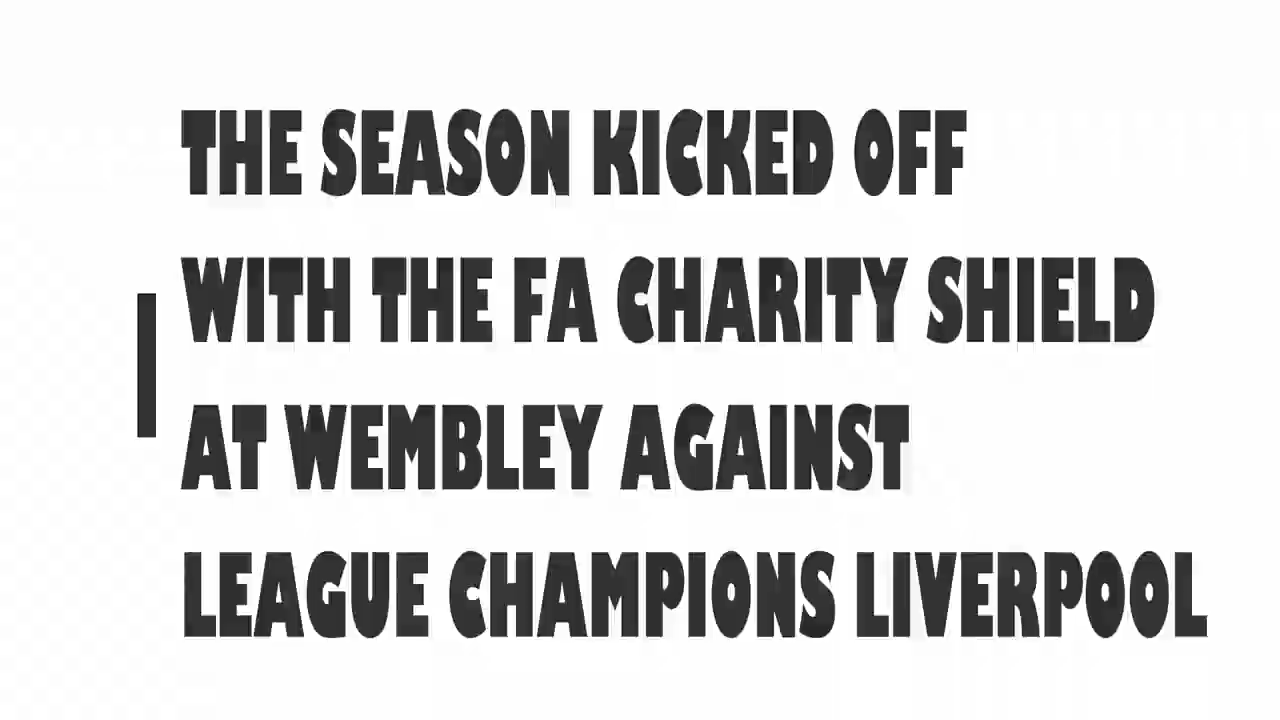 THE SEASON KICKED OFF
WITH THE FA CHARITY SHIELD
AT WEMBLEY AGAINST
LEAGUE CHAMPIONS LIVERPOOL